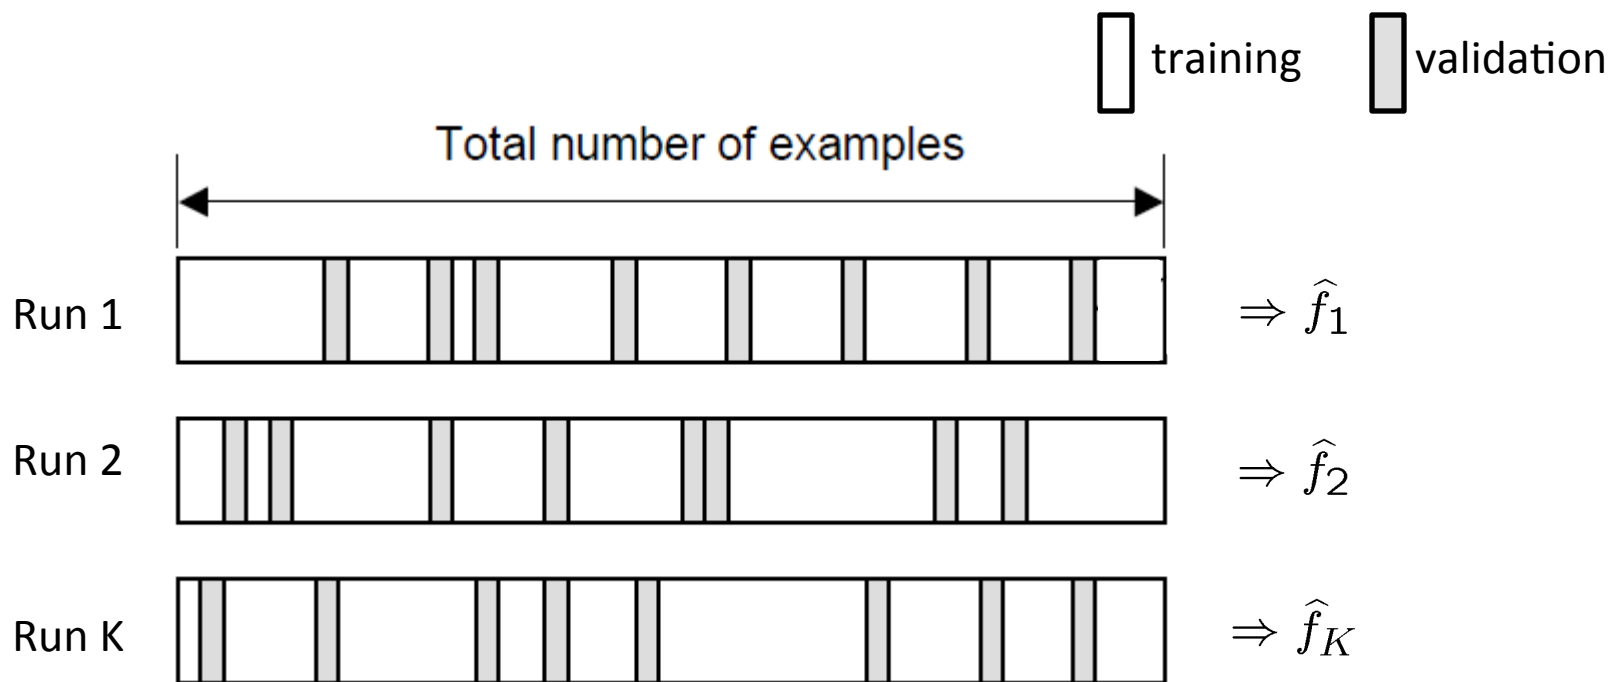 training validation
Total number of examples
Run 1 ⇒ f̂₁
Run 2 ⇒ f̂₂
Run K ⇒ f̂_K